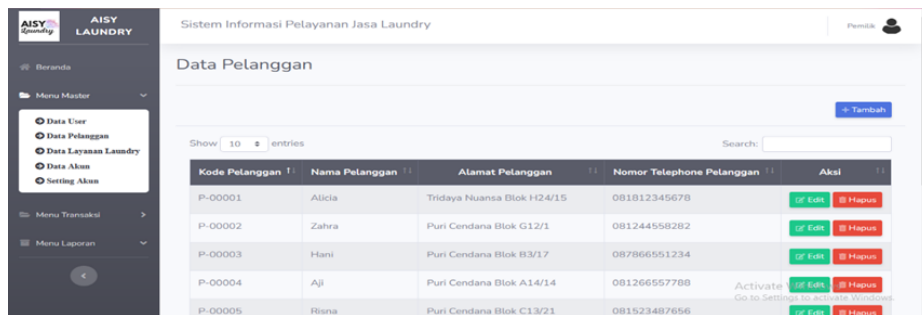 AISY Laundry
AISY LAUNDRY
Sistem Informasi Pelayanan Jasa Laundry
Pemilik
Beranda
Menu Master
Data User
Data Pelanggan
Data Layanan Laundry
Data Akun
Setting Akun
Menu Transaksi
Menu Laporan
Data Pelanggan
+ Tambah
Show 10 entries
Search:
Kode Pelanggan Nama Pelanggan Alamat Pelanggan Nomor Telephone Pelanggan Aksi
P-00001 Alicia Tridaya Nuansa Blok H24/15 081812345678 Edit Hapus
P-00002 Zahra Puri Cendana Blok G12/1 081244558282 Edit Hapus
P-00003 Hani Puri Cendana Blok B3/17 087866551234 Edit Hapus
P-00004 Aji Puri Cendana Blok A14/14 081266557788 Edit Hapus
P-00005 Risna Puri Cendana Blok C13/21 081523487656 Edit Hapus
Activate
Go to Settings to activate Windows.